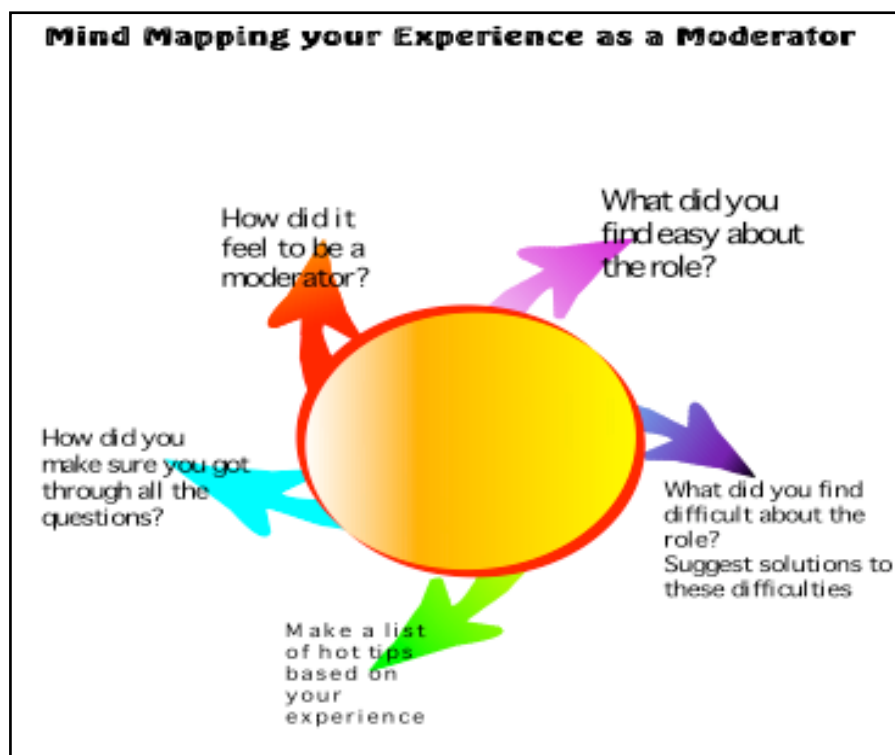 Mind Mapping your Experience as a Moderator
How did it
feel to be a
moderator?
What did you
find easy about
the role?
How did you
make sure you got
through all the
questions?
What did you find
difficult about the
role?
Suggest solutions to
these difficulties
Make a list
of hot tips
based on
your
experience